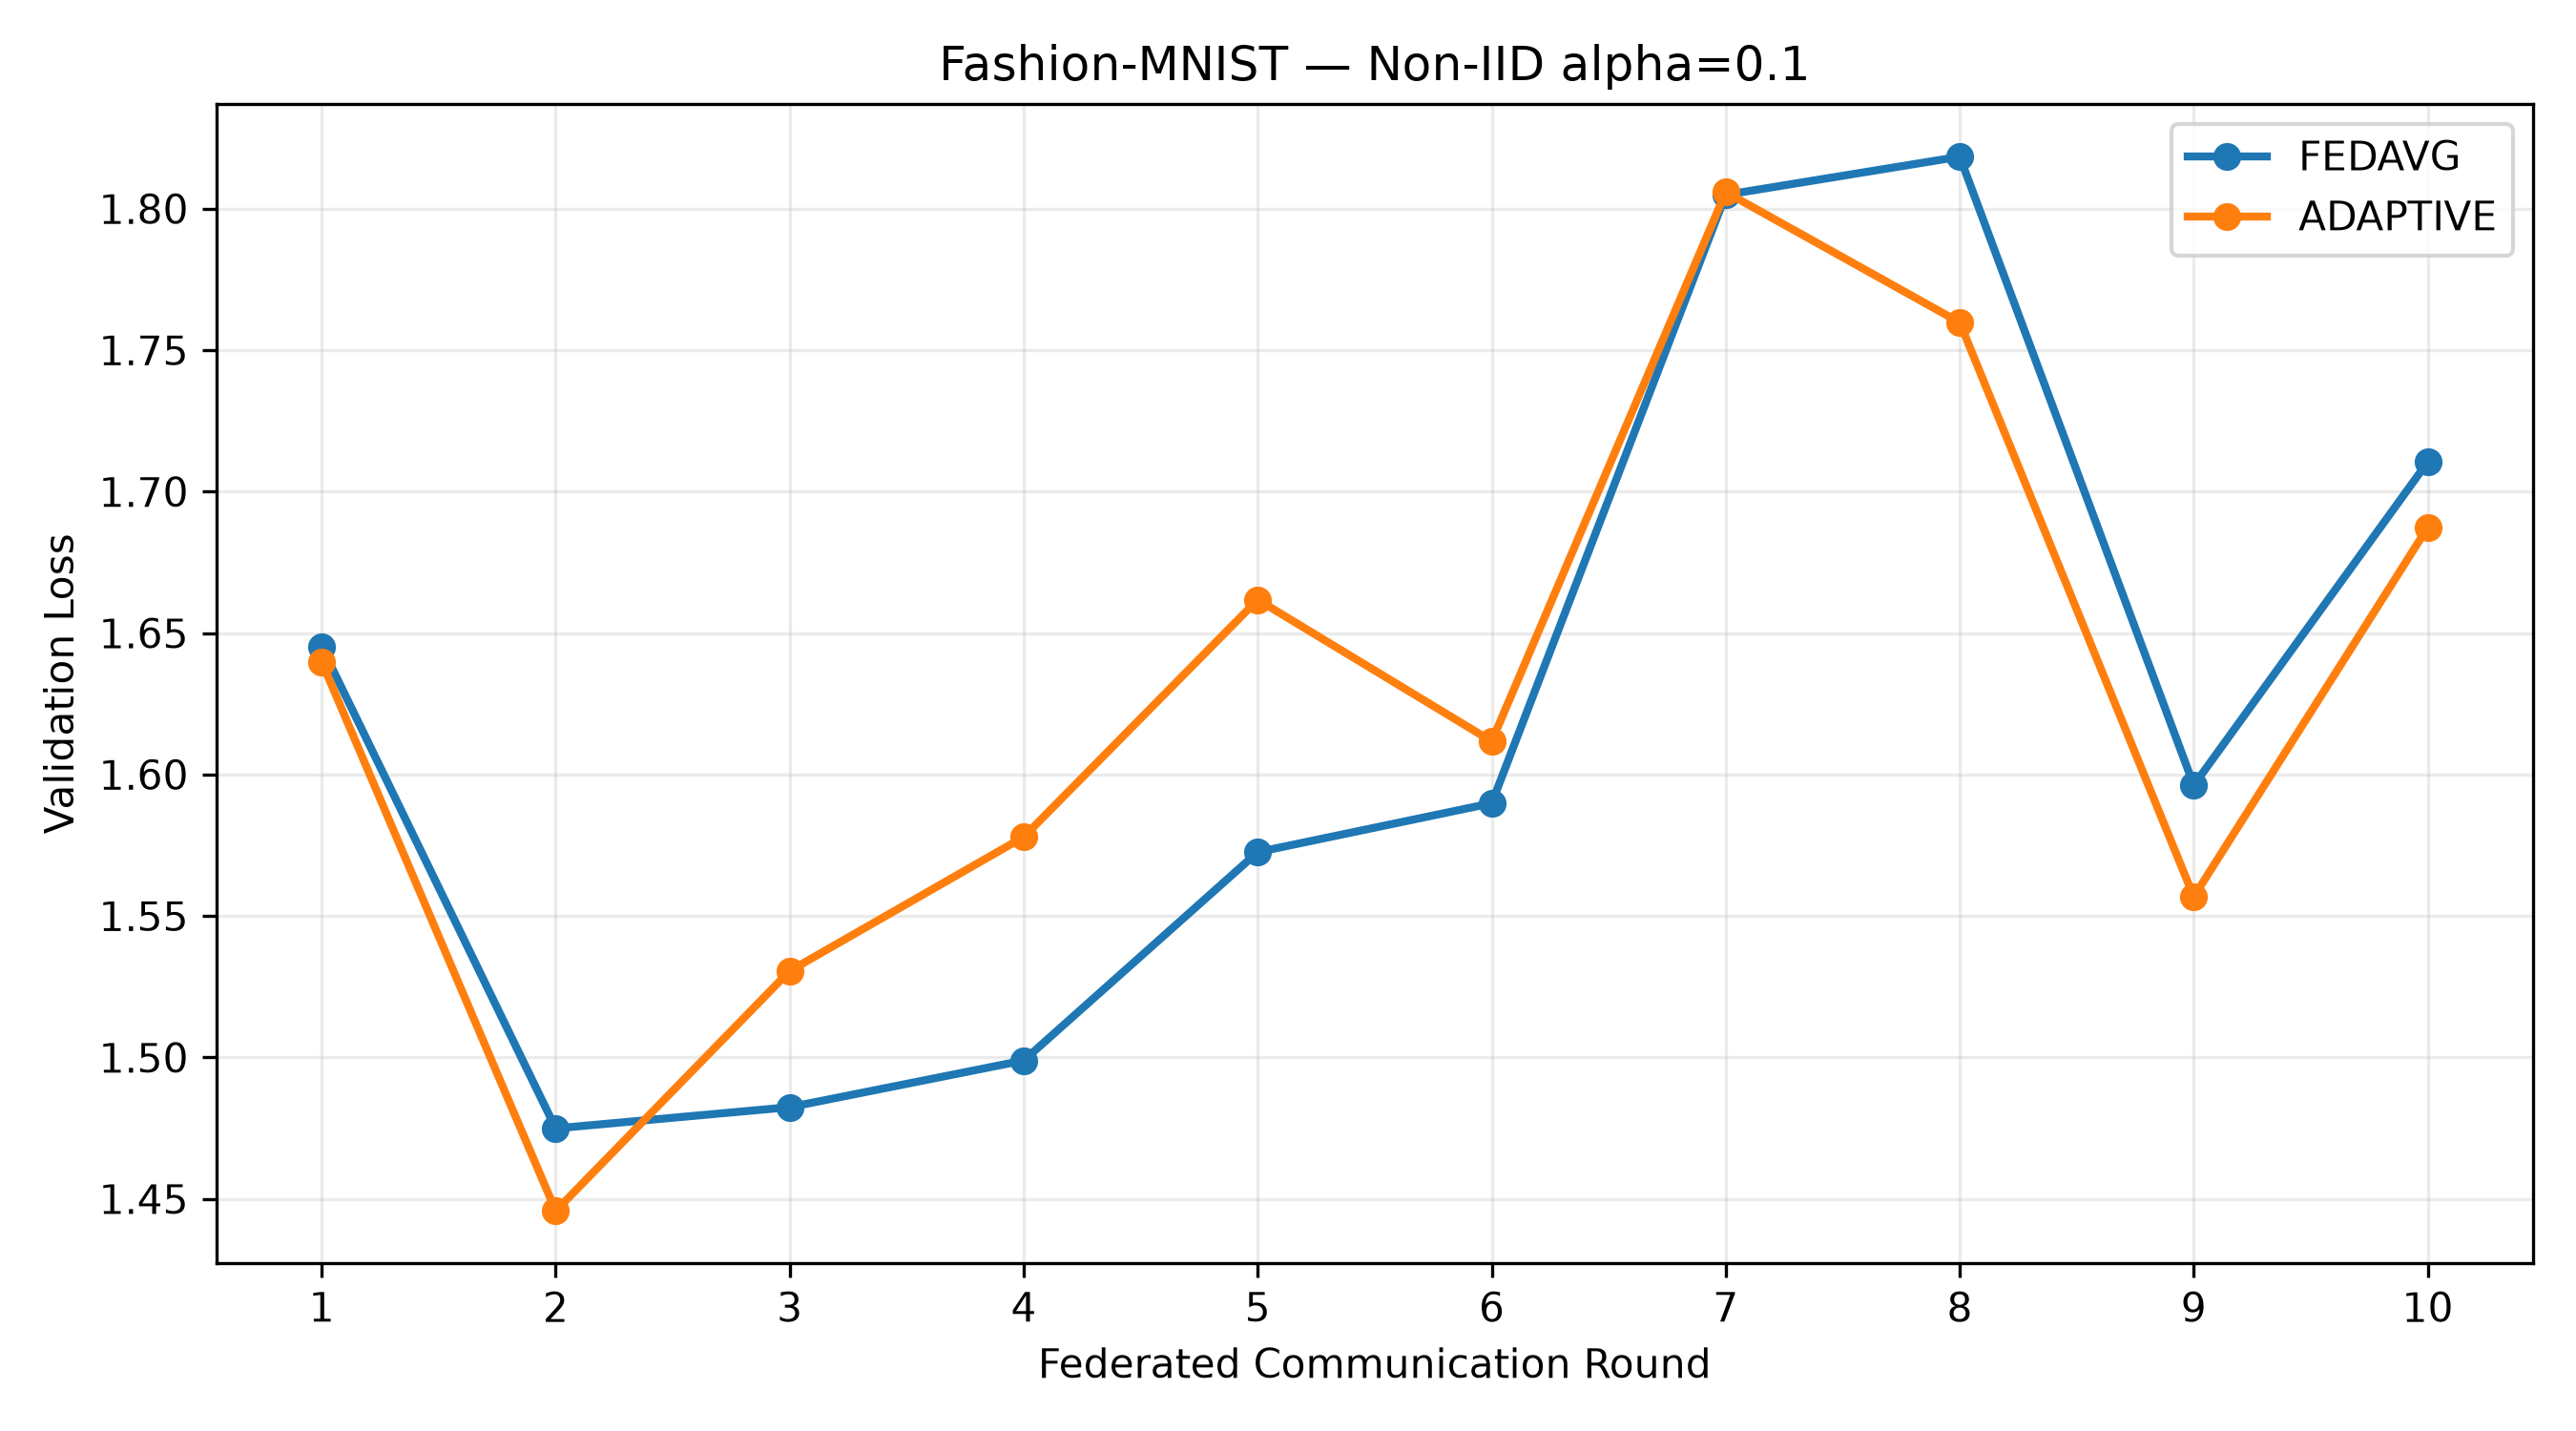 Fashion-MNIST — Non-IID alpha=0.1
FEDAVG
ADAPTIVE
Validation Loss
1.80
1.75
1.70
1.65
1.60
1.55
1.50
1.45
1 2 3 4 5 6 7 8 9 10
Federated Communication Round